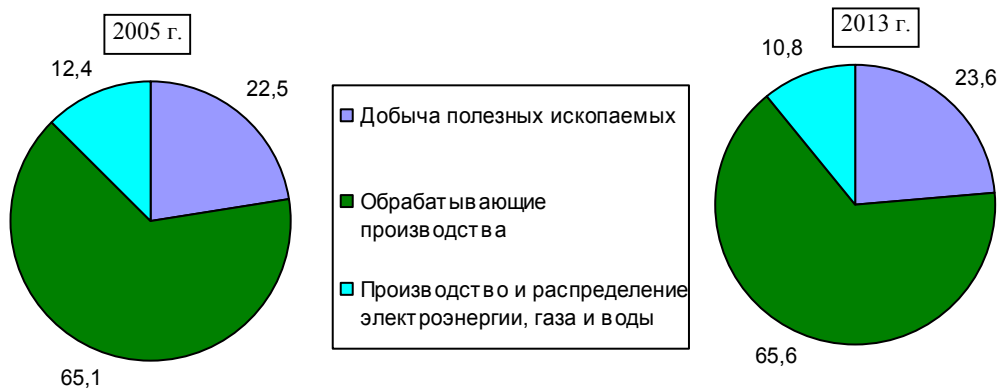 2005 г.
12,4
22,5
65,1
Добыча полезных ископаемых
Обрабатывающие
производства
Производство и распределение
электроэнергии, газа и воды
2013 г.
10,8
23,6
65,6